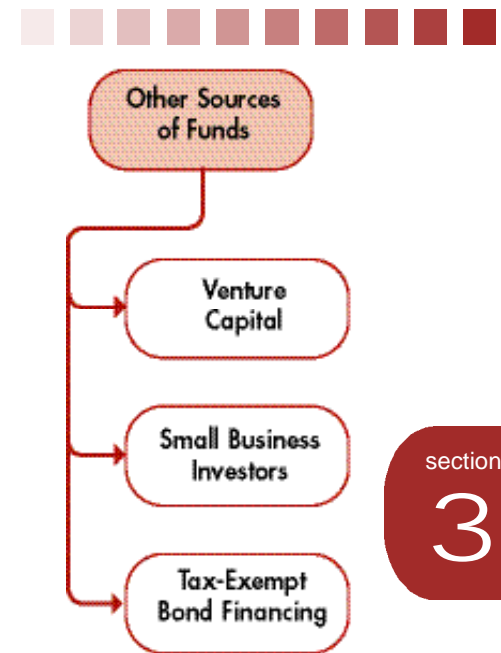 Other Sources
of Funds
Venture
Capital
Small Business
Investors
section
3
Tax-Exempt
Bond Financing